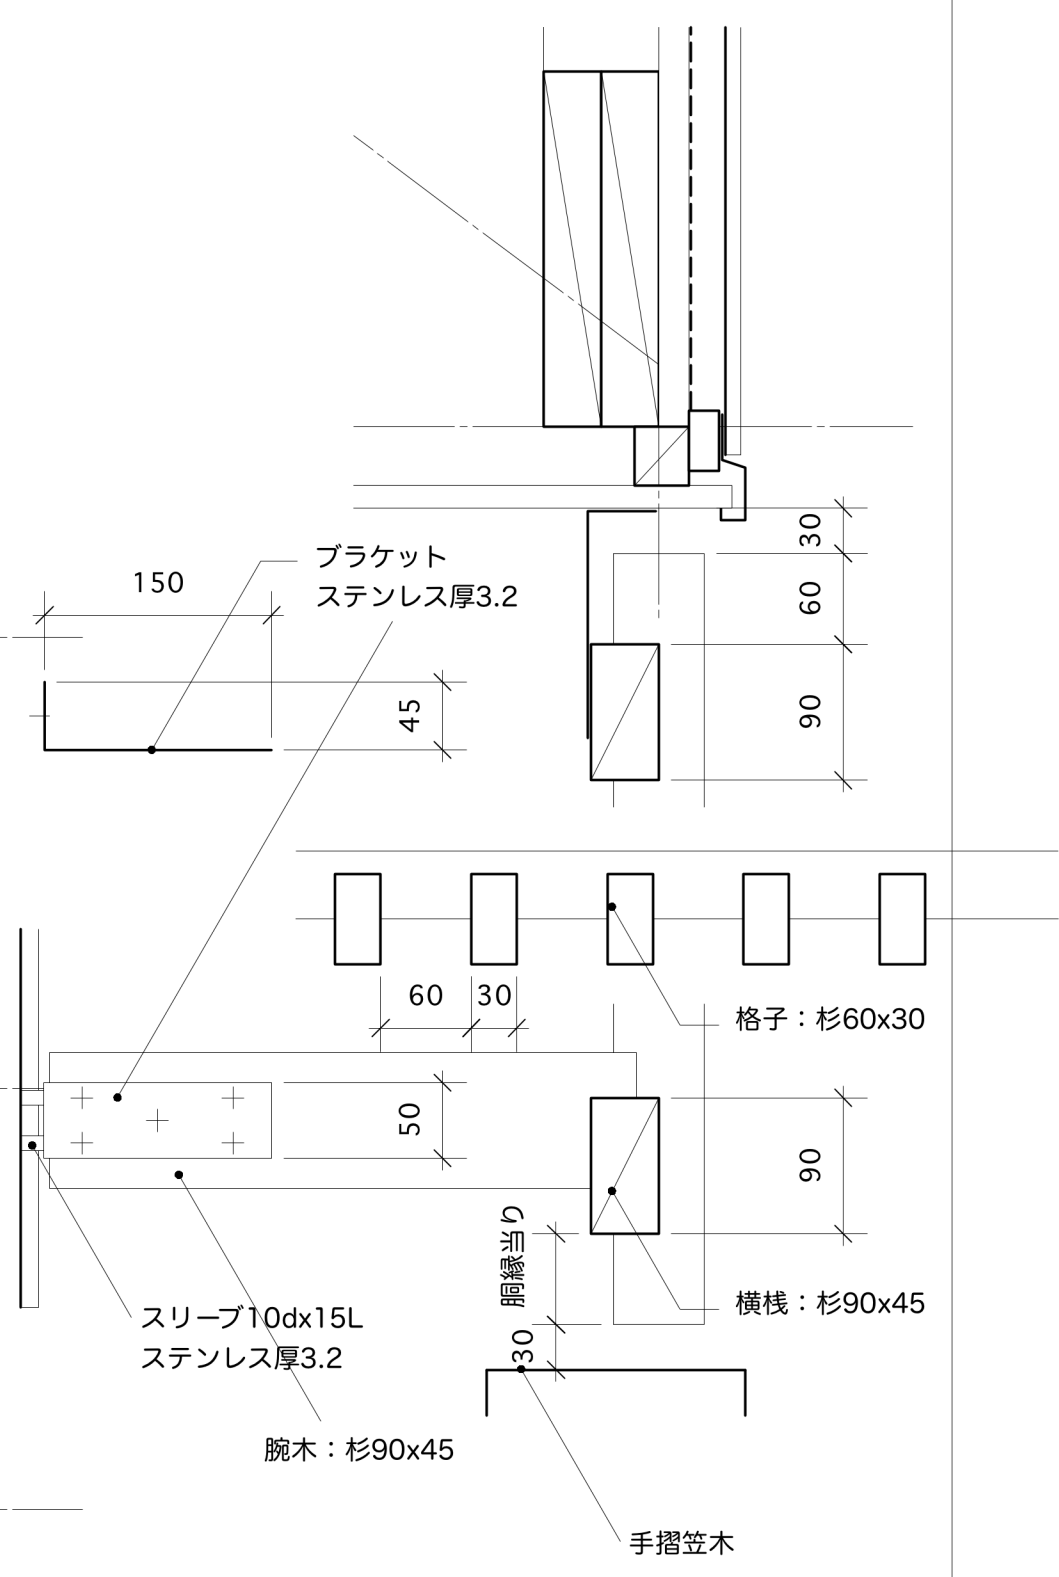 30
ブラケット
ステンレス厚3.2
150
60
45
90
60
30
格子：杉60x30
50
90
胴縁当り
横桟：杉90x45
スリーブ10dx15L
ステンレス厚3.2
30
腕木：杉90x45
手摺笠木